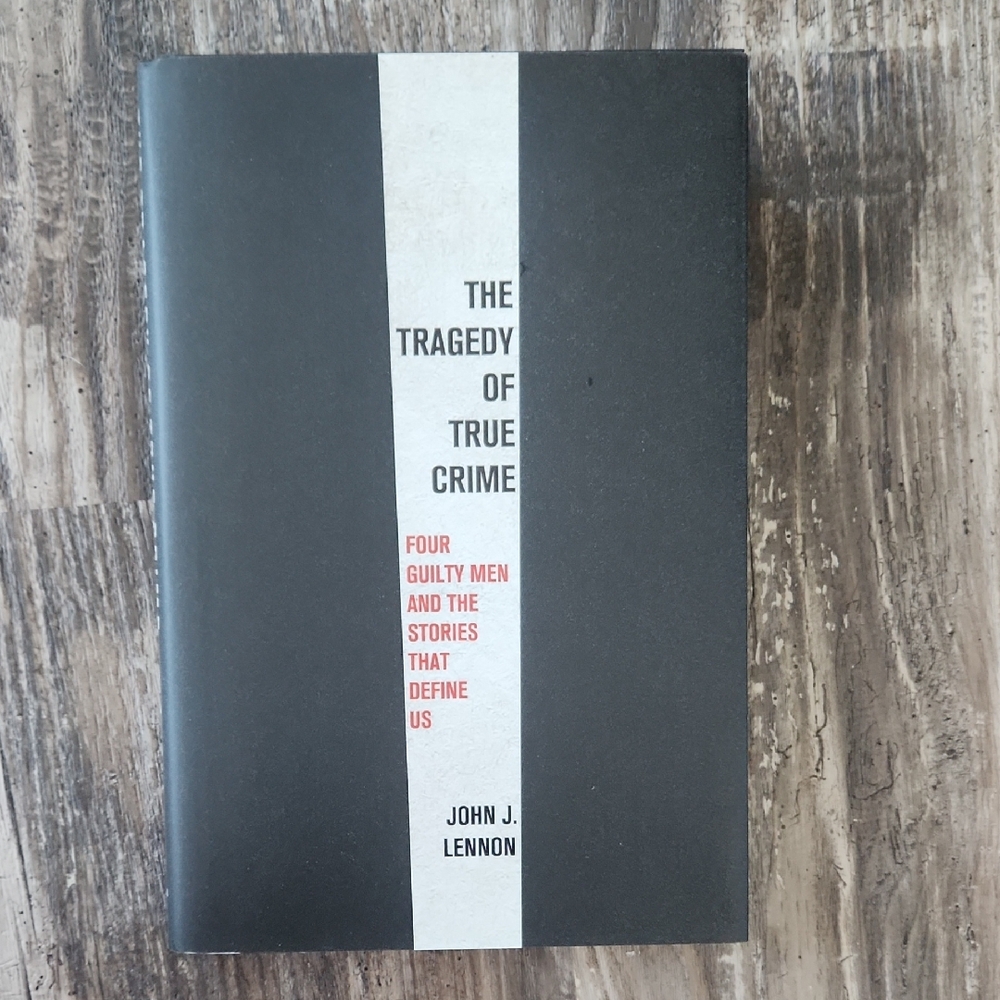 THE
TRAGEDY
OF
TRUE
CRIME
FOUR
GUILTY MEN
AND THE
STORIES
THAT
DEFINE
US
JOHN J.
LENNON